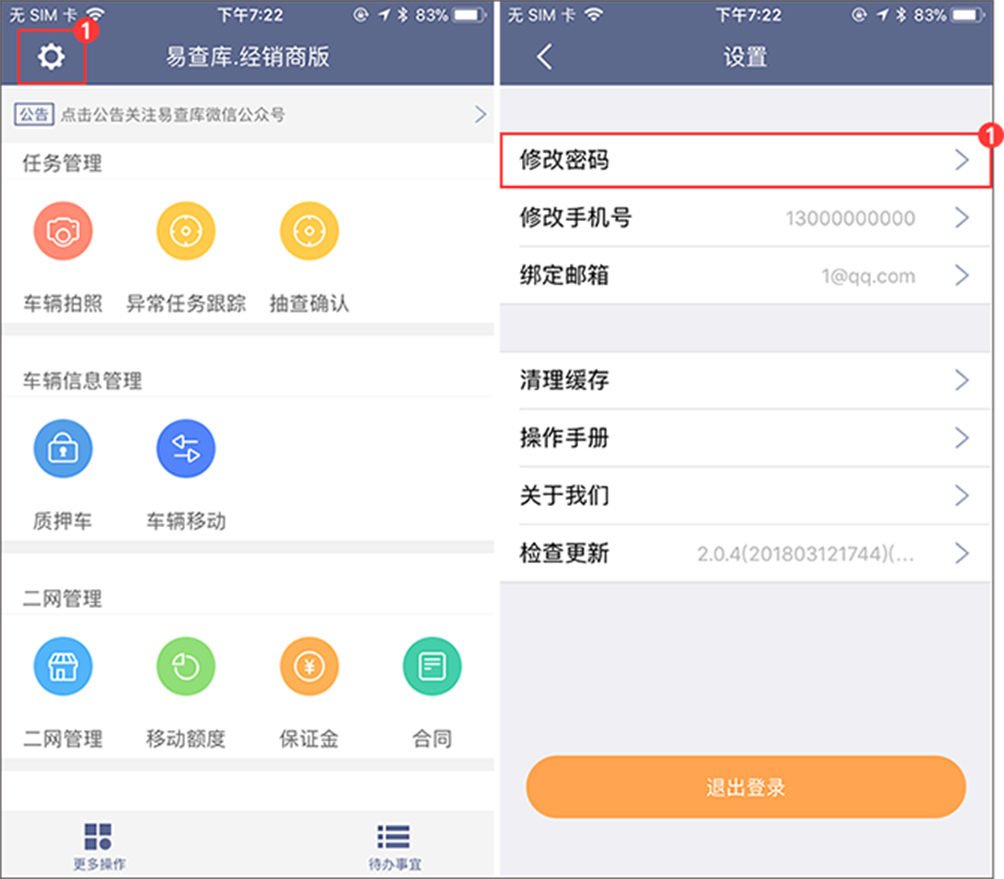 无 SIM 卡 下午7:22 83%
1
易查库.经销商版
公告 点击公告关注易查库微信公众号
任务管理
车辆拍照 异常任务跟踪 抽查确认
车辆信息管理
质押车 车辆移动
二网管理
¥
二网管理 移动额度 保证金 合同
更多操作 待办事宜
无 SIM 卡 下午7:22 83%
设置
1
修改密码
修改手机号 13000000000
绑定邮箱 1@qq.com
清理缓存
操作手册
关于我们
检查更新 2.0.4(201803121744)(...
退出登录